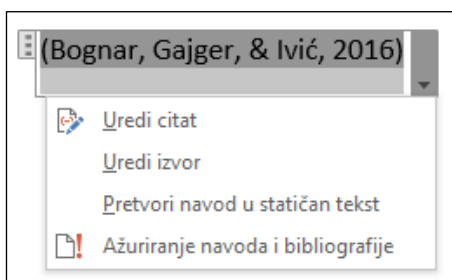 (Bognar, Gajger, & Ivić, 2016)
Uredi citat
Uredi izvor
Pretvori navod u statičan tekst
Ažuriranje navoda i bibliografije